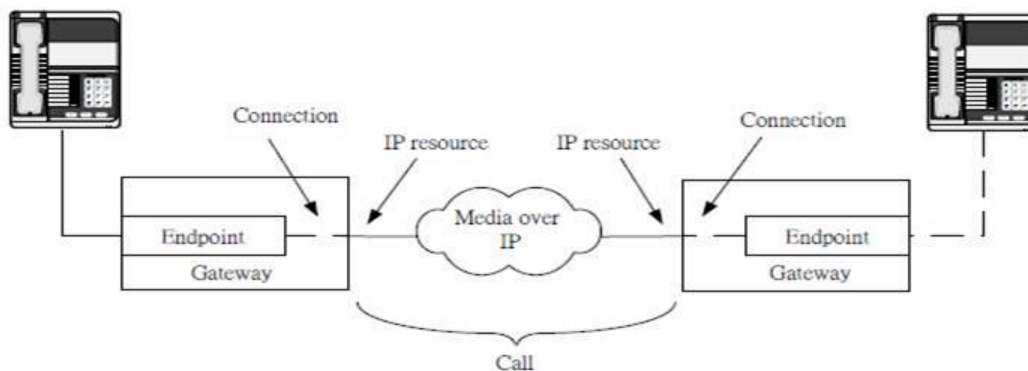 Connection
Connection
IP resource
IP resource
Media over
IP
Endpoint
Endpoint
Gateway
Gateway
Call